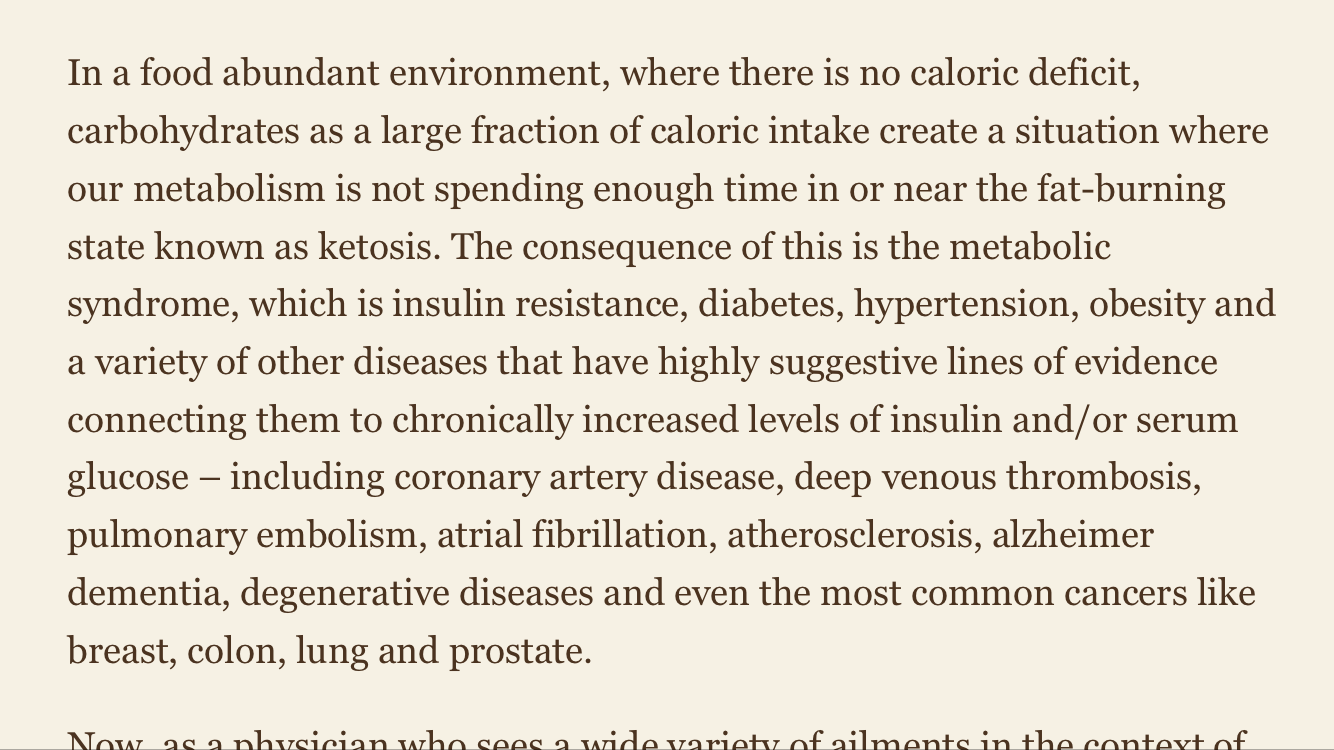 In a food abundant environment, where there is no caloric deficit,
carbohydrates as a large fraction of caloric intake create a situation where
our metabolism is not spending enough time in or near the fat-burning
state known as ketosis. The consequence of this is the metabolic
syndrome, which is insulin resistance, diabetes, hypertension, obesity and
a variety of other diseases that have highly suggestive lines of evidence
connecting them to chronically increased levels of insulin and/or serum
glucose – including coronary artery disease, deep venous thrombosis,
pulmonary embolism, atrial fibrillation, atherosclerosis, alzheimer
dementia, degenerative diseases and even the most common cancers like
breast, colon, lung and prostate.
Now, as a physician who sees a wide variety of ailments in the context of